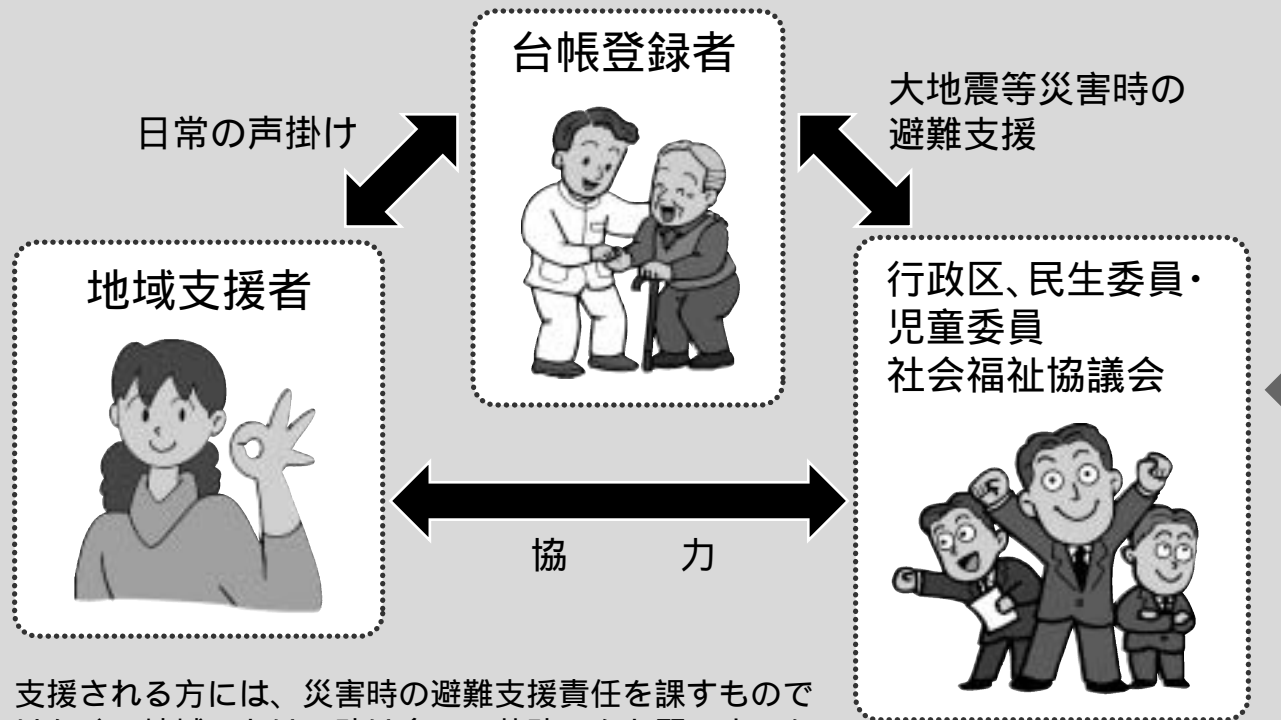 台帳登録者
日常の声掛け
大地震等災害時の
避難支援
地域支援者
行政区、民生委員・
児童委員
社会福祉協議会
協　力
支援される方には、災害時の避難支援責任を課すもので